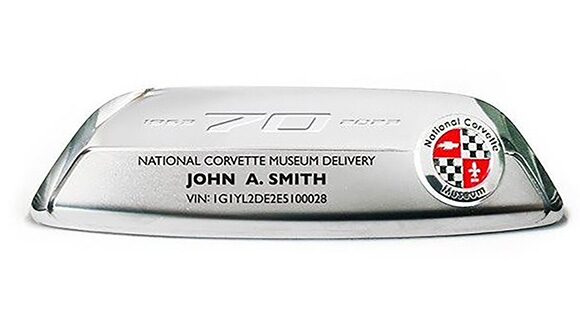 1953 70 2023
NATIONAL CORVETTE MUSEUM DELIVERY
JOHN A. SMITH
VIN: 1G1YL2DE2E5100028
National Corvette
Museum